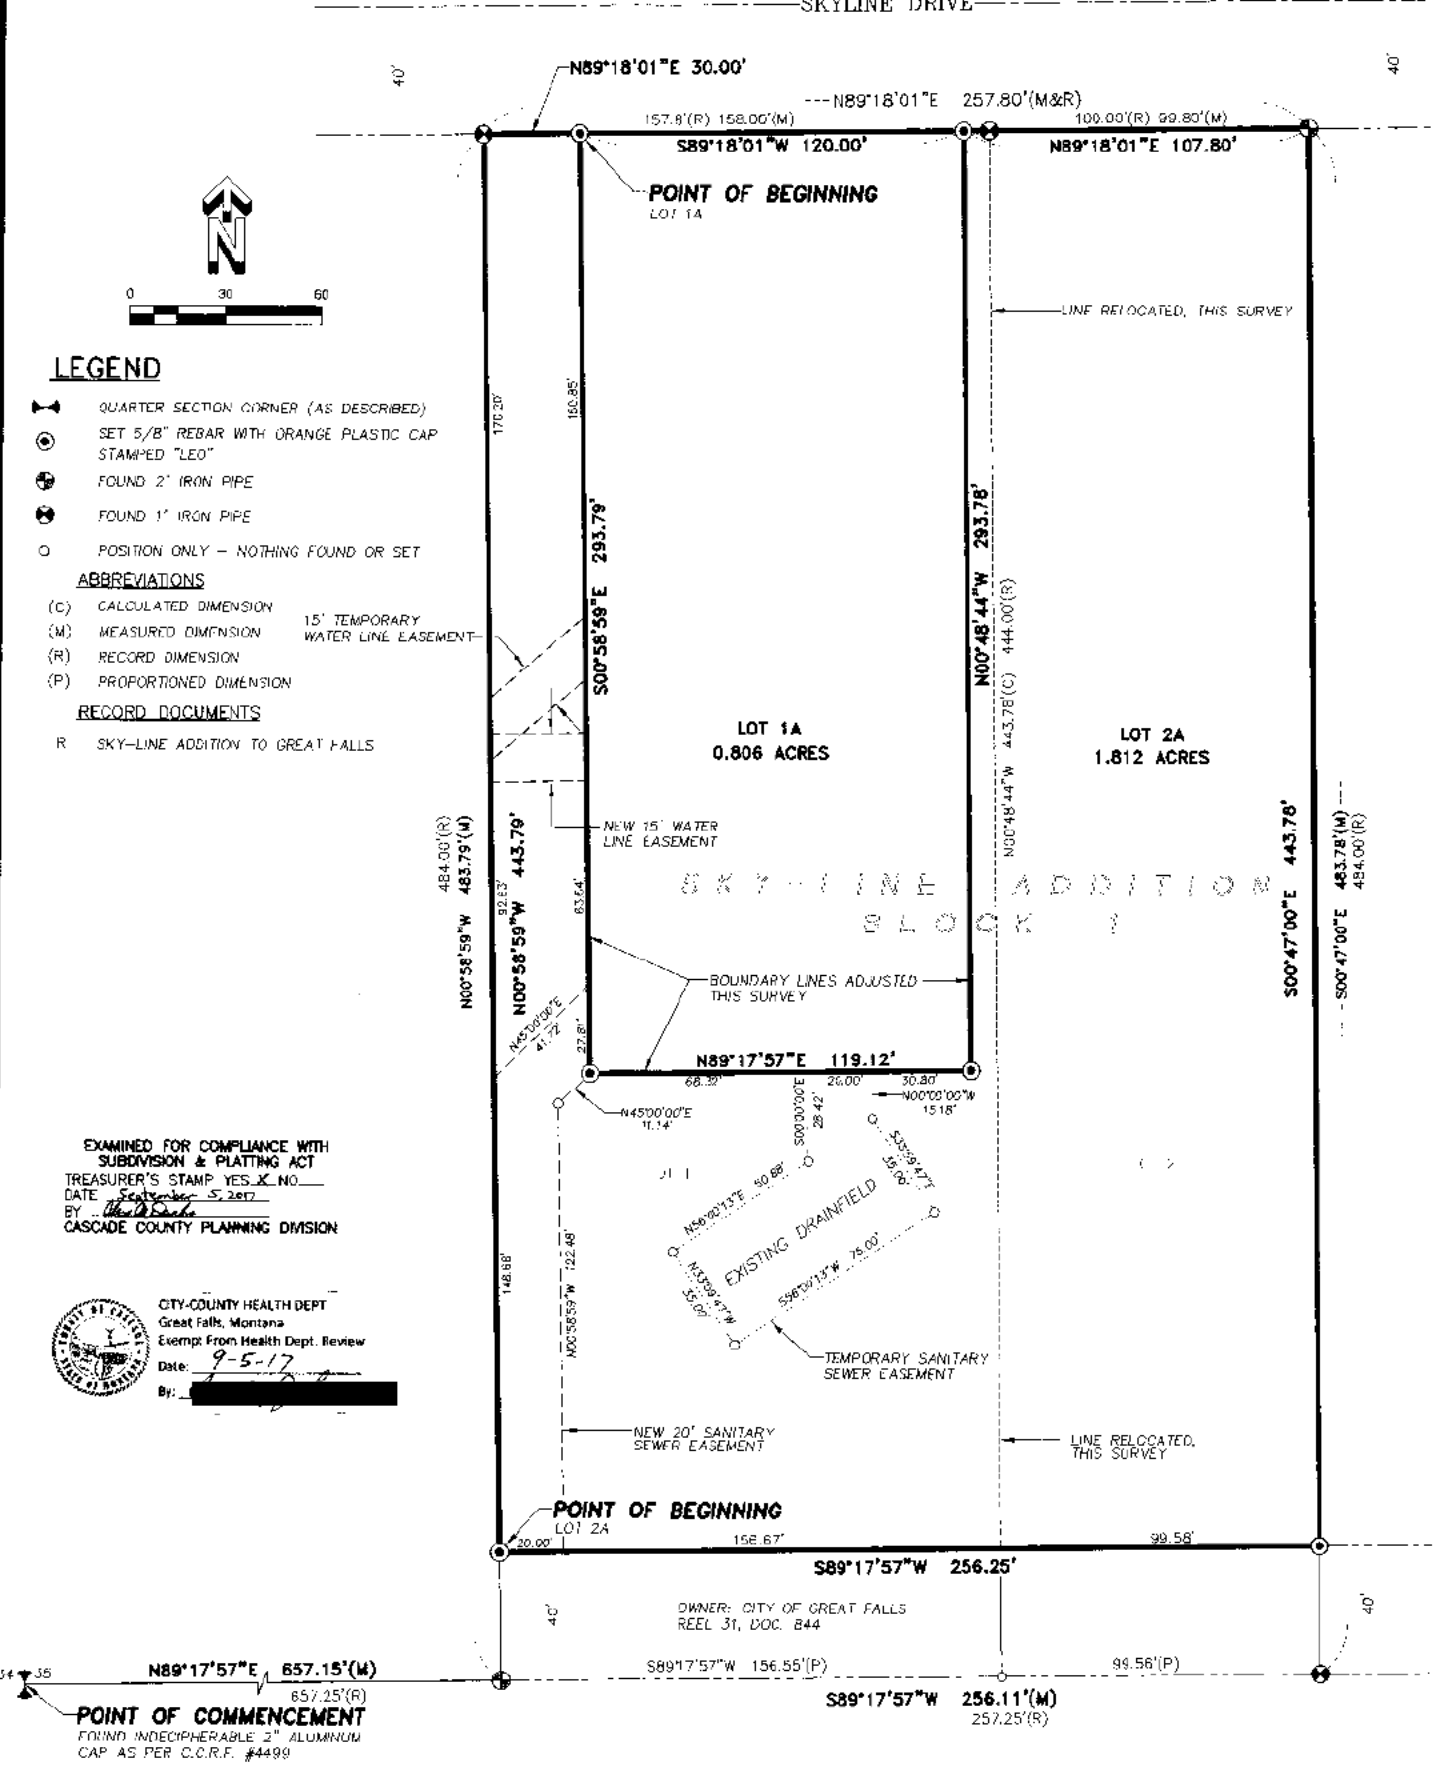 SKYLINE DRIVE
40'
40'
N89°18'01"E 30.00'
N89°18'01"E 257.80'(M&R)
157.8'(R) 158.00'(M)
100.00'(R) 99.80'(M)
S89°18'01"W 120.00'
N89°18'01"E 107.80'
POINT OF BEGINNING
LOT 1A
N
0 30 60
LINE RELOCATED, THIS SURVEY
LEGEND
QUARTER SECTION CORNER (AS DESCRIBED)
SET 5/8" REBAR WITH ORANGE PLASTIC CAP
STAMPED "LEO"
FOUND 2" IRON PIPE
FOUND 1" IRON PIPE
POSITION ONLY – NOTHING FOUND OR SET
ABBREVIATIONS
(C) CALCULATED DIMENSION
(M) MEASURED DIMENSION
(R) RECORD DIMENSION
(P) PROPORTIONED DIMENSION
RECORD DOCUMENTS
R SKY-LINE ADDITION TO GREAT FALLS
170.20'
150.85'
S00°58'59"E 293.79'
N00°48'44"W 293.78'
N00°48'44"W 443.78'(C) 444.00'(R)
15' TEMPORARY
WATER LINE EASEMENT
LOT 1A
0.806 ACRES
LOT 2A
1.812 ACRES
NEW 15' WATER
LINE EASEMENT
484.00'(R)
N00°58'59"W 483.79'(M)
92.63'
N00°58'59"W 443.79'
63.64'
S00°47'00"E 443.78'
S00°47'00"E 483.78'(M)
484.00'(R)
SKY-LINE ADDITION
BLOCK 1
BOUNDARY LINES ADJUSTED
THIS SURVEY
N45°00'00"E
41.72'
27.81'
N89°17'57"E 119.12'
68.32'
20.00'
30.80'
N45°00'00"E
11.14'
S00°00'00"E
28.42'
N00°00'00"W
15.18'
N56°00'13"E 50.88'
S33°59'47"E
35.00'
EXISTING DRAINFIELD
N33°59'47"W
35.00'
S56°00'13"W 75.00'
TEMPORARY SANITARY
SEWER EASEMENT
EXAMINED FOR COMPLIANCE WITH
SUBDIVISION & PLATTING ACT
TREASURER'S STAMP YES X NO
DATE September 5, 2017
BY
CASCADE COUNTY PLANNING DIVISION
148.68'
N00°58'59"W 122.48'
CITY-COUNTY HEALTH DEPT
Great Falls, Montana
Exempt From Health Dept. Review
Date: 9-5-17
By:
NEW 20' SANITARY
SEWER EASEMENT
LINE RELOCATED,
THIS SURVEY
POINT OF BEGINNING
LOT 2A
20.00'
156.67'
99.58'
S89°17'57"W 256.25'
40'
OWNER: CITY OF GREAT FALLS
REEL 31, DOC. 844
40'
34 35
N89°17'57"E 657.15'(M)
657.25'(R)
S89°17'57"W 156.55'(P)
99.56'(P)
S89°17'57"W 256.11'(M)
257.25'(R)
POINT OF COMMENCEMENT
FOUND INDECIPHERABLE 2" ALUMINUM
CAP AS PER C.C.R.F. #4499